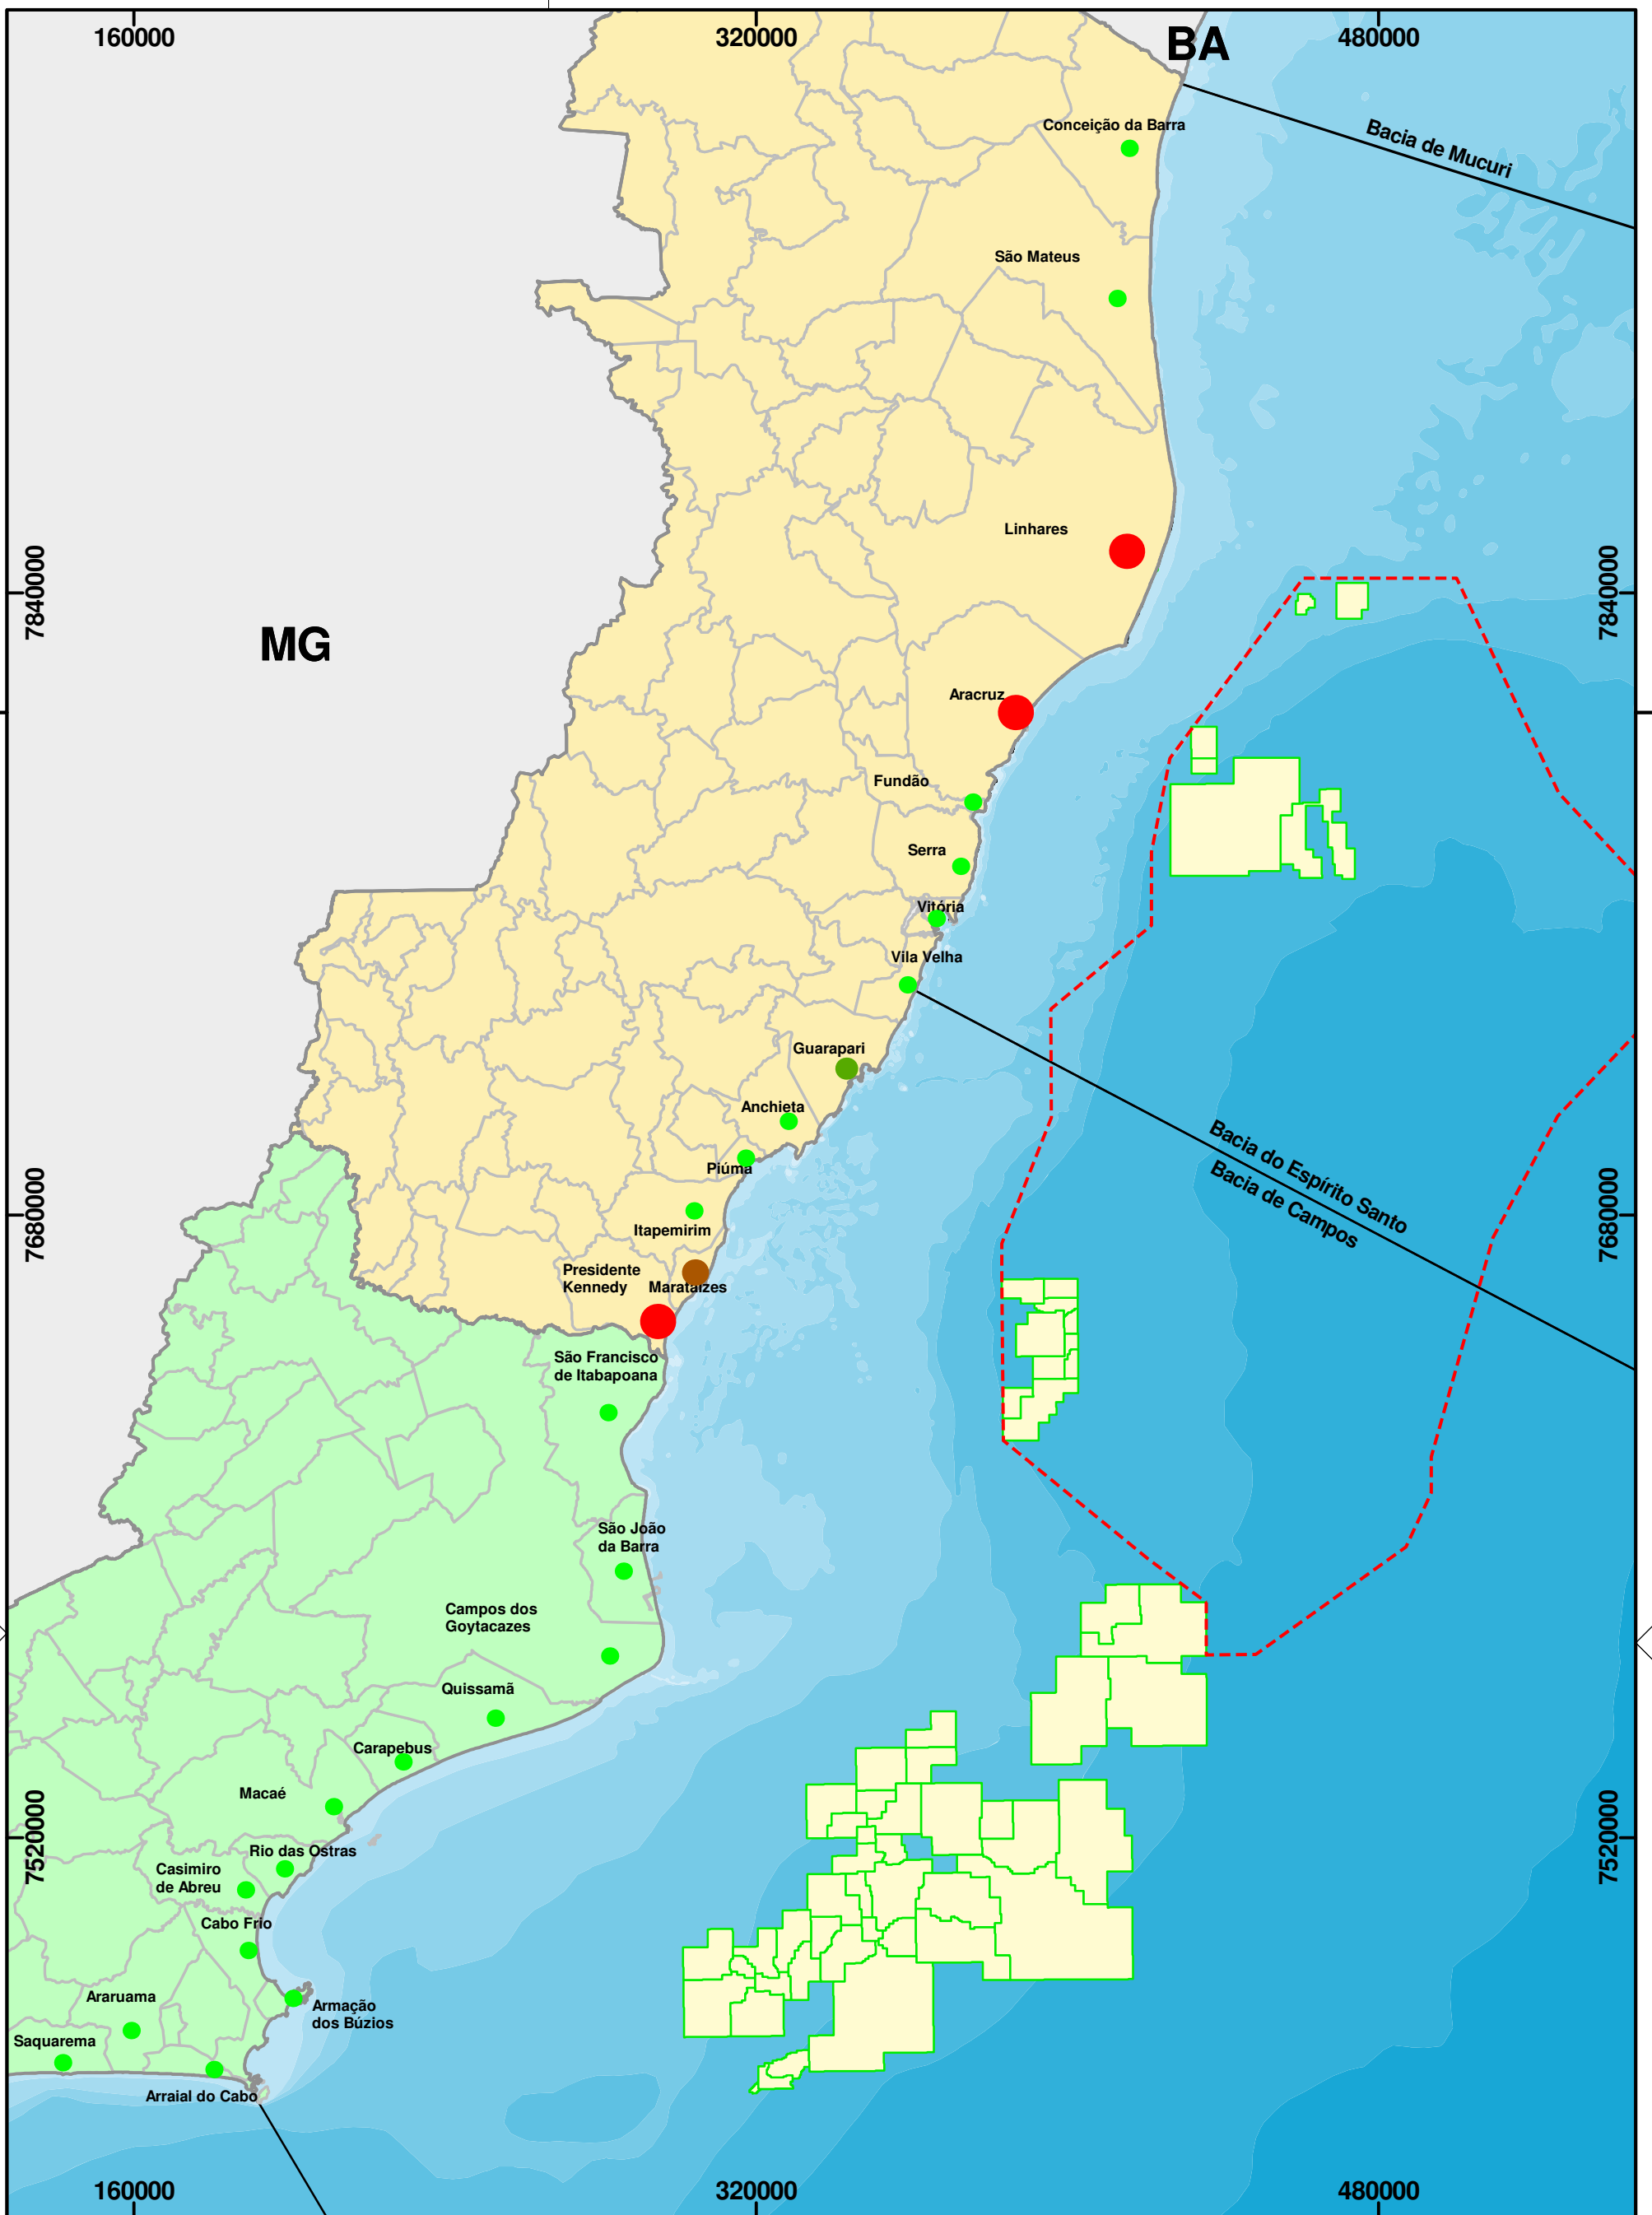 160000
320000
480000
BA
Conceição da Barra
Bacia de Mucuri
São Mateus
Linhares
7840000
7840000
MG
Aracruz
Fundão
Serra
Vitória
Vila Velha
Guarapari
Anchieta
Bacia do Espírito Santo
Bacia de Campos
Piúma
7680000
7680000
Itapemirim
Presidente
Kennedy
Marataízes
São Francisco
de Itabapoana
São João
da Barra
Campos dos
Goytacazes
Quissamã
Carapebus
Macaé
7520000
7520000
Rio das Ostras
Casimiro
de Abreu
Cabo Frio
Araruama
Armação
dos Búzios
Saquarema
Arraial do Cabo
160000
320000
480000